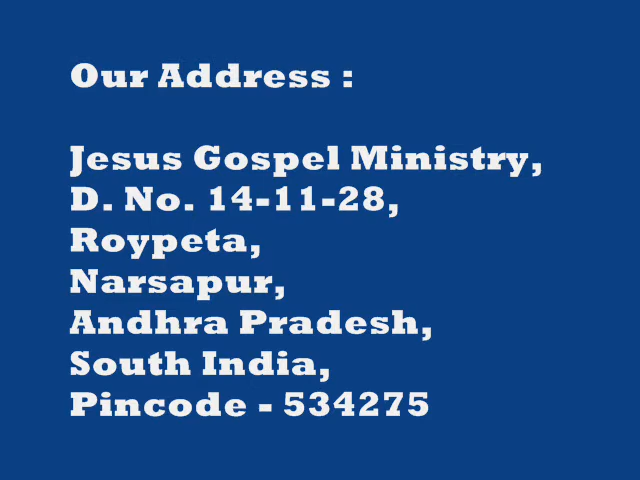 Our Address :
Jesus Gospel Ministry,
D. No. 14-11-28,
Roypeta,
Narsapur,
Andhra Pradesh,
South India,
Pincode - 534275